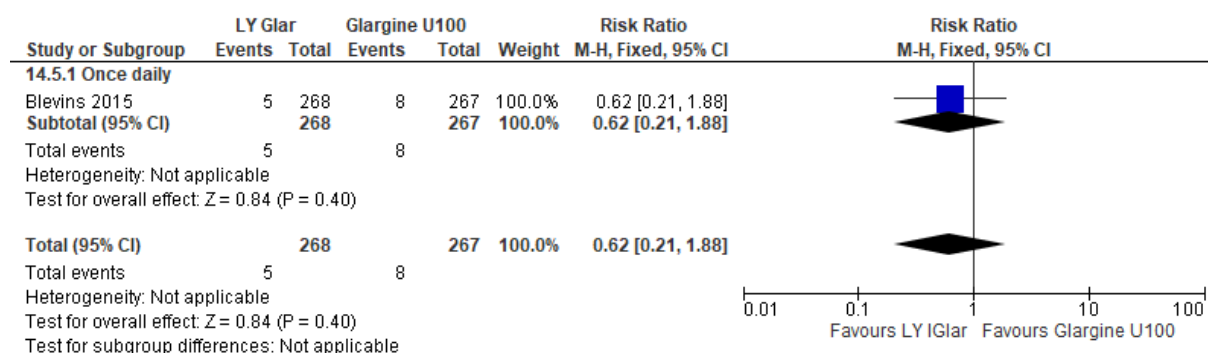 LY Glar Glargine U100 Risk Ratio Risk Ratio
Study or Subgroup Events Total Events Total Weight M-H, Fixed, 95% CI M-H, Fixed, 95% CI
14.5.1 Once daily
Blevins 2015 5 268 8 267 100.0% 0.62 [0.21, 1.88]
Subtotal (95% CI) 268 267 100.0% 0.62 [0.21, 1.88]
Total events 5 8
Heterogeneity: Not applicable
Test for overall effect: Z = 0.84 (P = 0.40)
Total (95% CI) 268 267 100.0% 0.62 [0.21, 1.88]
Total events 5 8
Heterogeneity: Not applicable
Test for overall effect: Z = 0.84 (P = 0.40)
Test for subgroup differences: Not applicable
0.01 0.1 1 10 100
Favours LY IGlar Favours Glargine U100